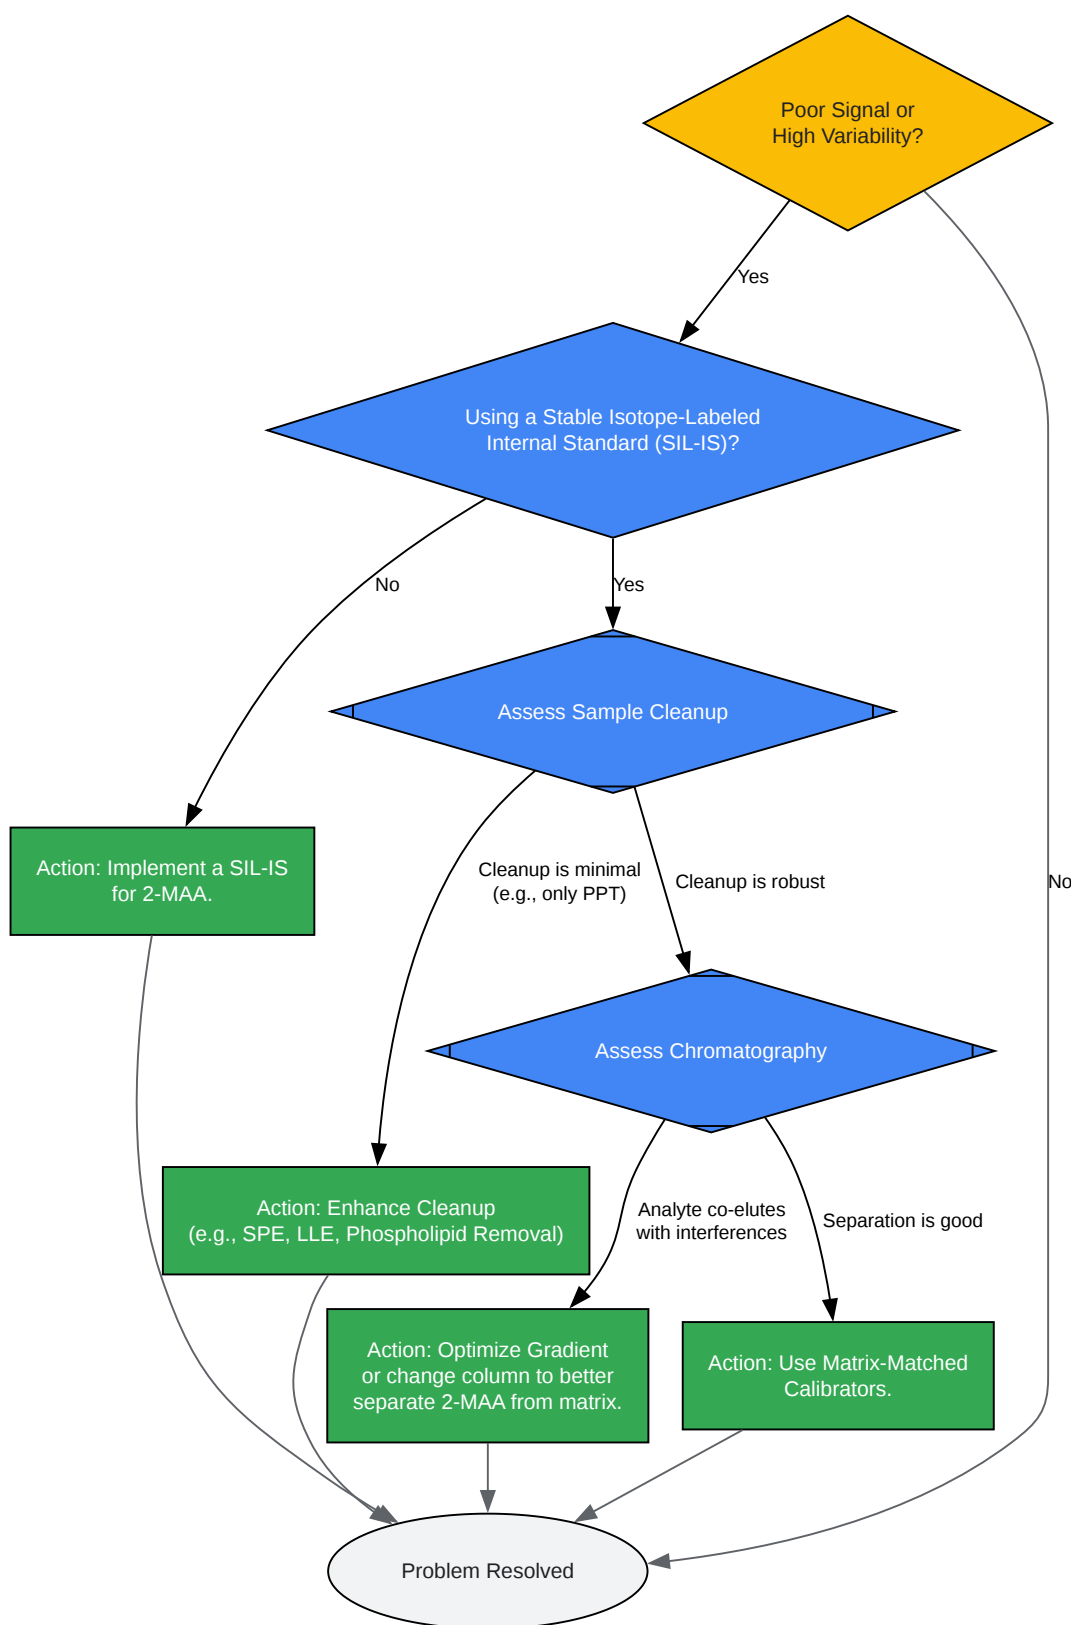 Poor Signal or
High Variability?
Yes
Using a Stable Isotope-Labeled
Internal Standard (SIL-IS)?
No
Yes
Assess Sample Cleanup
Action: Implement a SIL-IS
for 2-MAA.
Cleanup is minimal
(e.g., only PPT)
Cleanup is robust
No
Assess Chromatography
Action: Enhance Cleanup
(e.g., SPE, LLE, Phospholipid Removal)
Analyte co-elutes
with interferences
Separation is good
Action: Optimize Gradient
or change column to better
separate 2-MAA from matrix.
Action: Use Matrix-Matched
Calibrators.
Problem Resolved